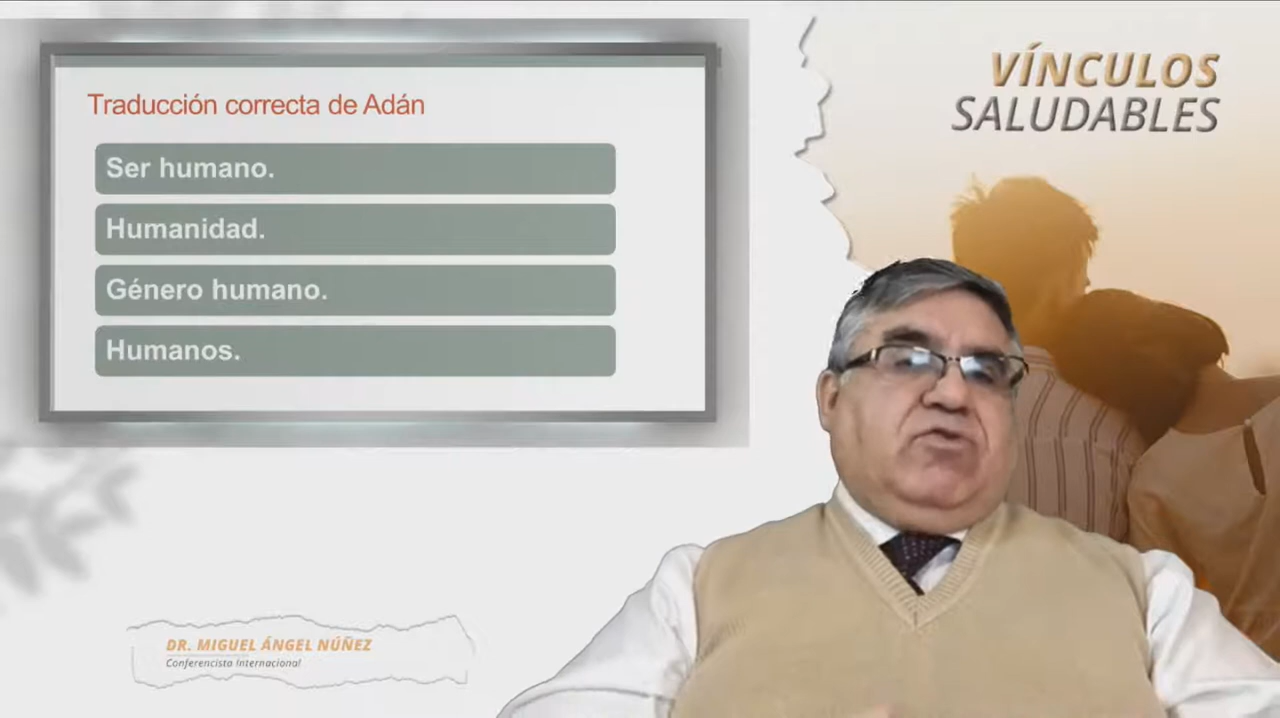 Traducción correcta de Adán
Ser humano.
Humanidad.
Género humano.
Humanos.
VÍNCULOS
SALUDABLES
DR. MIGUEL ÁNGEL NÚÑEZ
Conferencista Internacional